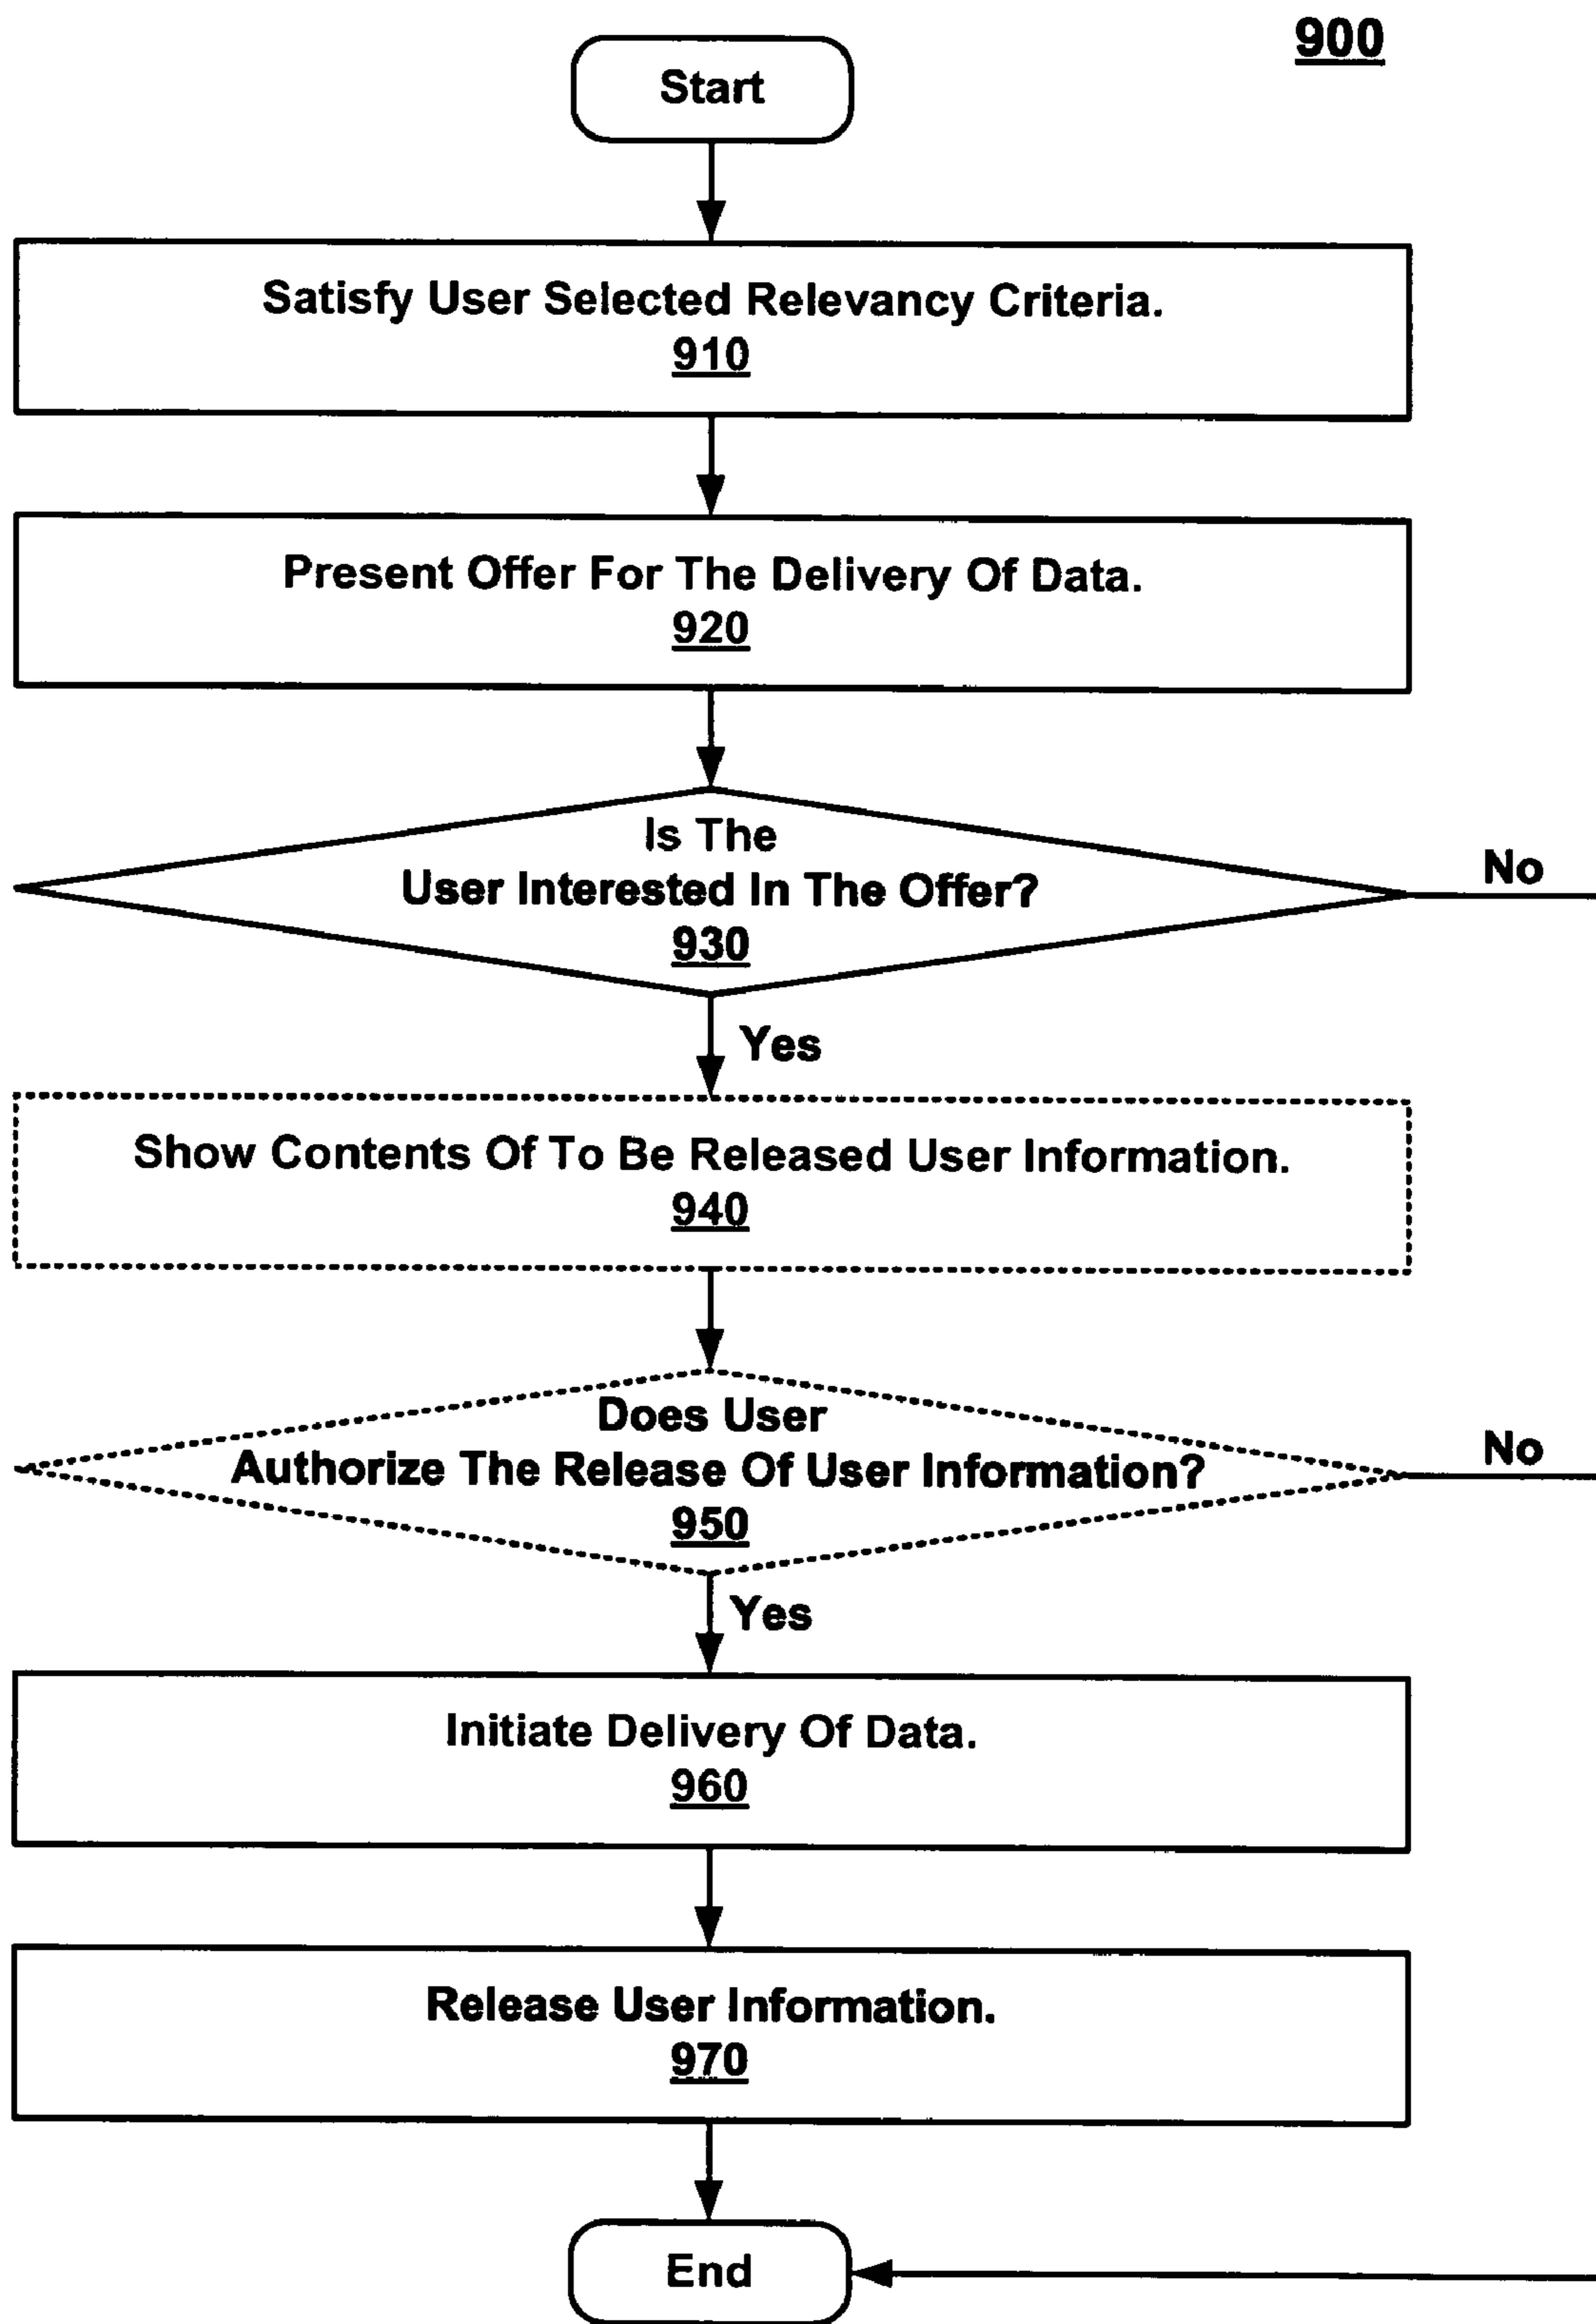 900
Start
Satisfy User Selected Relevancy Criteria.
910
Present Offer For The Delivery Of Data.
920
Is The
User Interested In The Offer?
930
No
Yes
Show Contents Of To Be Released User Information.
940
Does User
Authorize The Release Of User Information?
950
No
Yes
Initiate Delivery Of Data.
960
Release User Information.
970
End